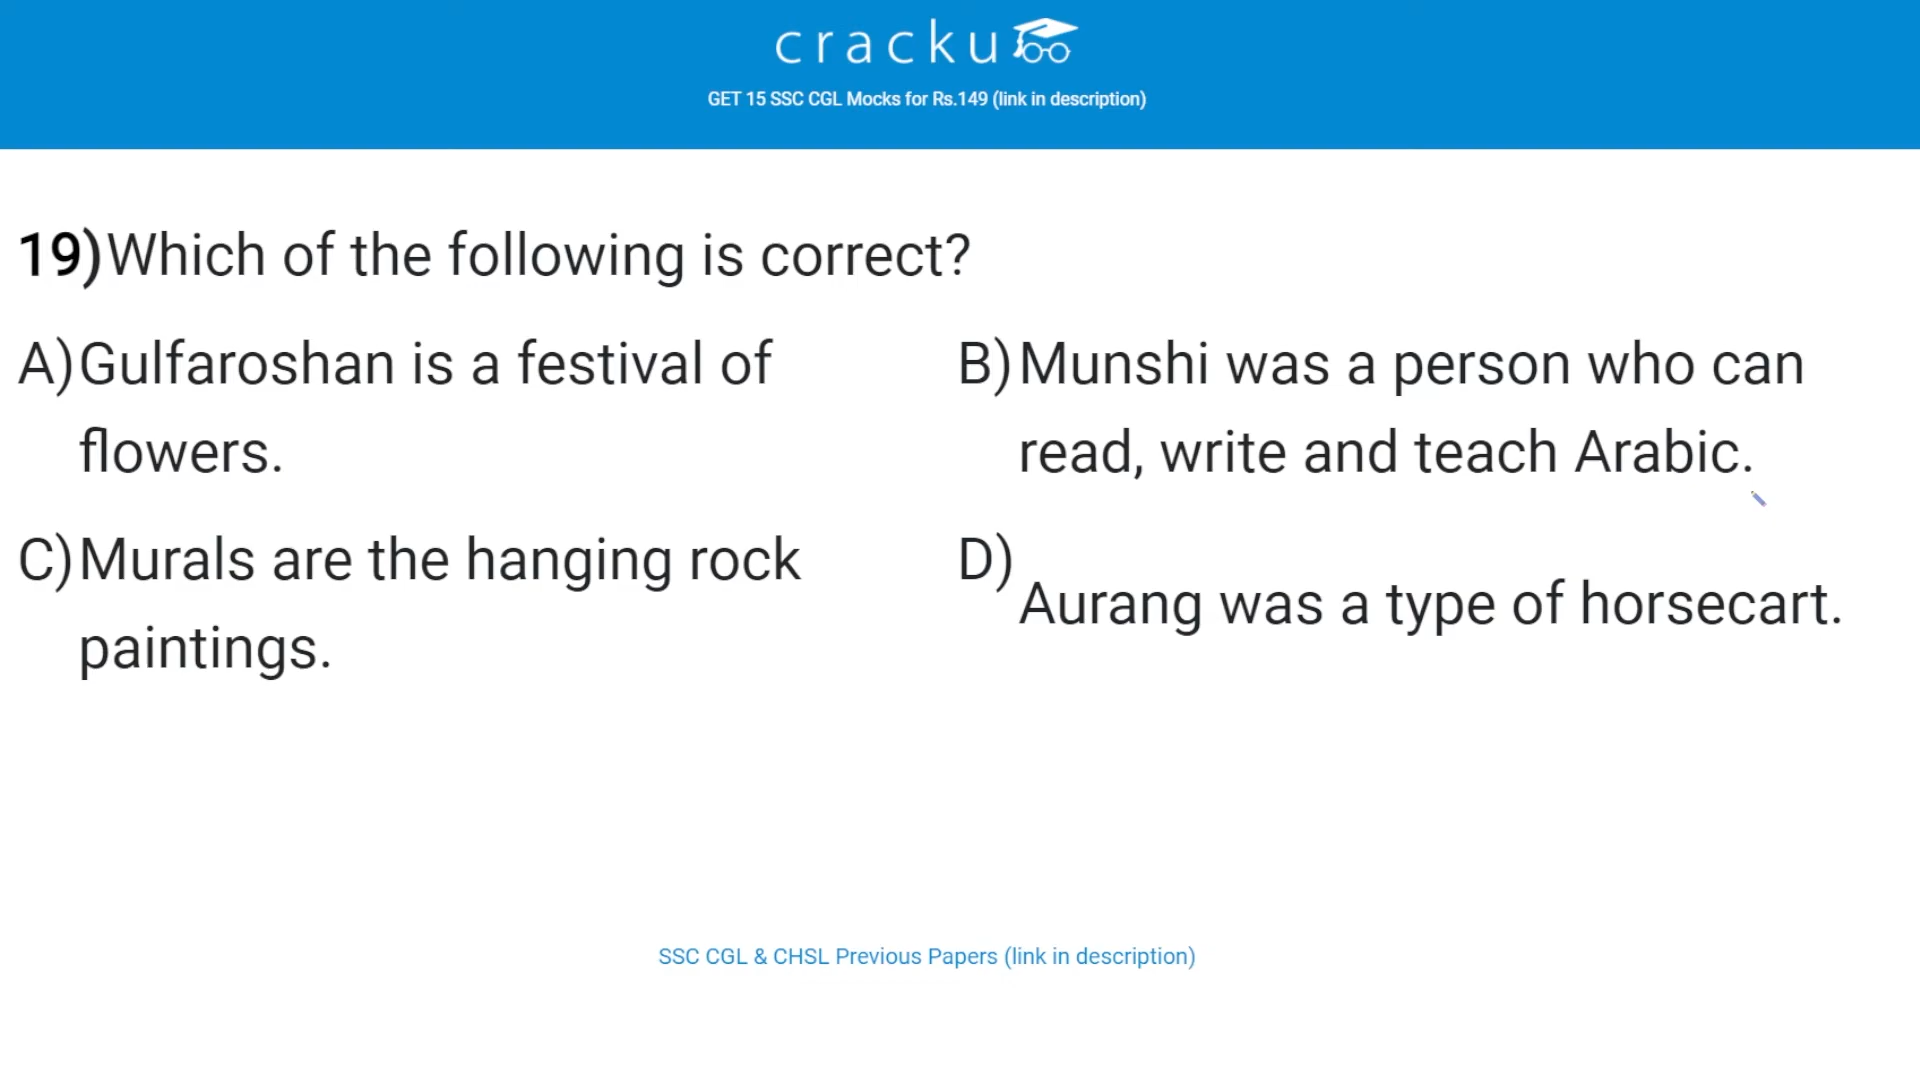 cracku
GET 15 SSC CGL Mocks for Rs.149 (link in description)
19)Which of the following is correct?
A)Gulfaroshan is a festival of
flowers.
B)Munshi was a person who can
read, write and teach Arabic.
C)Murals are the hanging rock
paintings.
D)
Aurang was a type of horsecart.
SSC CGL & CHSL Previous Papers (link in description)